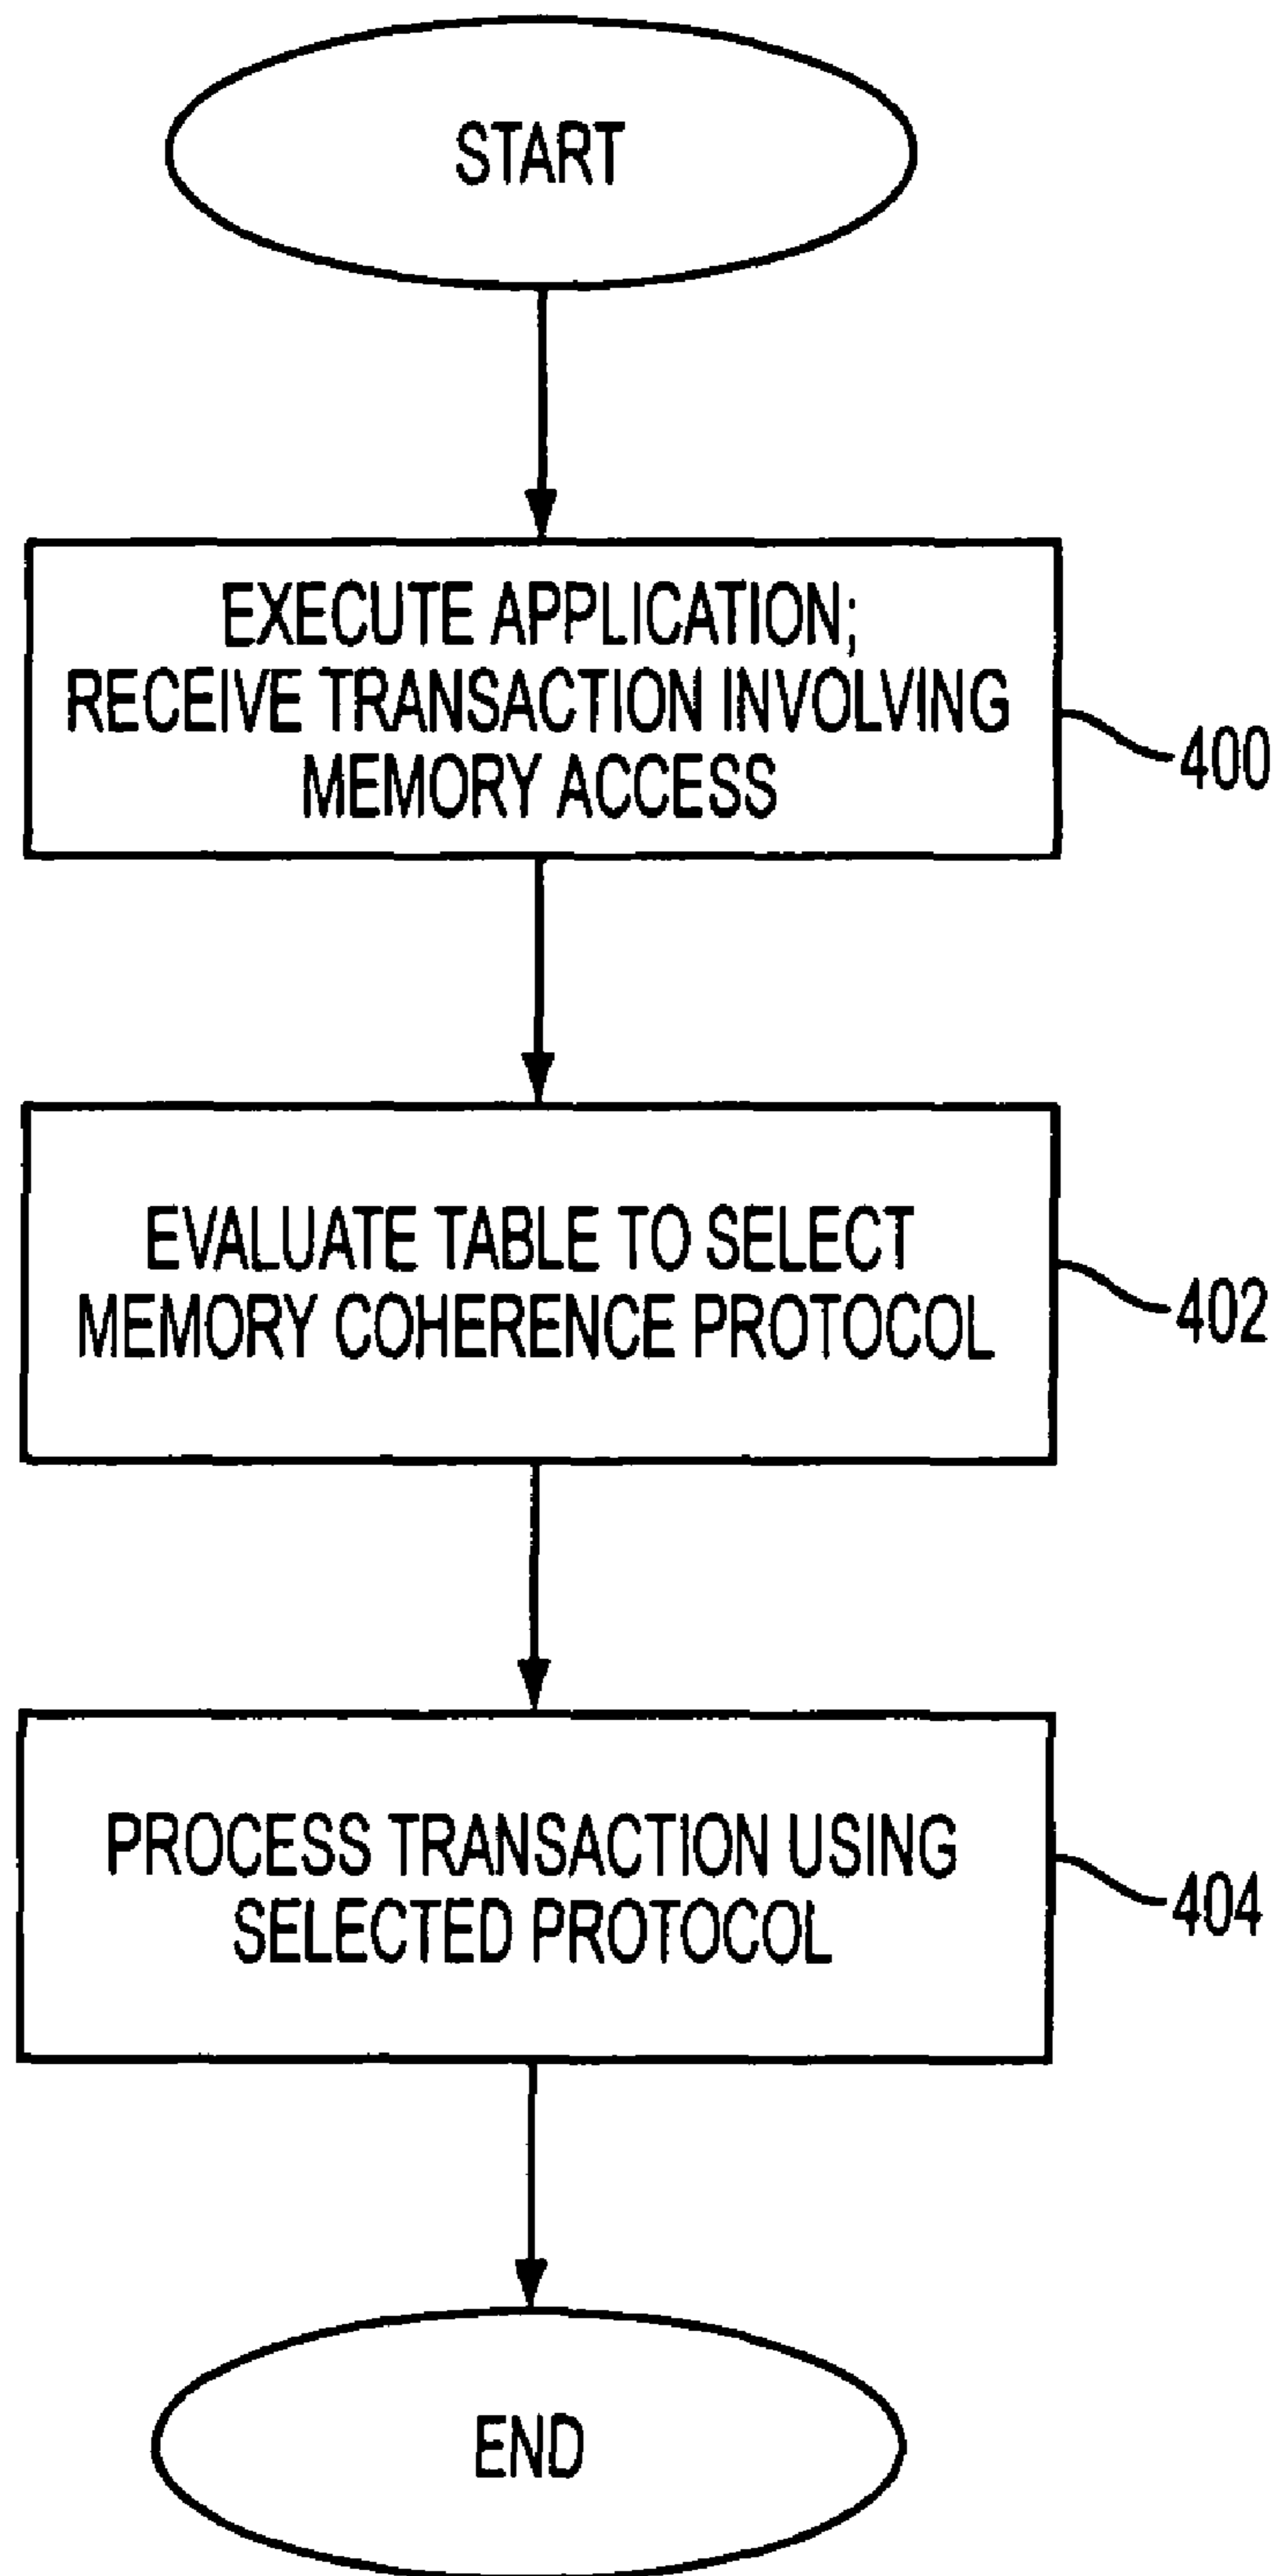 START
EXECUTE APPLICATION;
RECEIVE TRANSACTION INVOLVING
MEMORY ACCESS
400
EVALUATE TABLE TO SELECT
MEMORY COHERENCE PROTOCOL
402
PROCESS TRANSACTION USING
SELECTED PROTOCOL
404
END